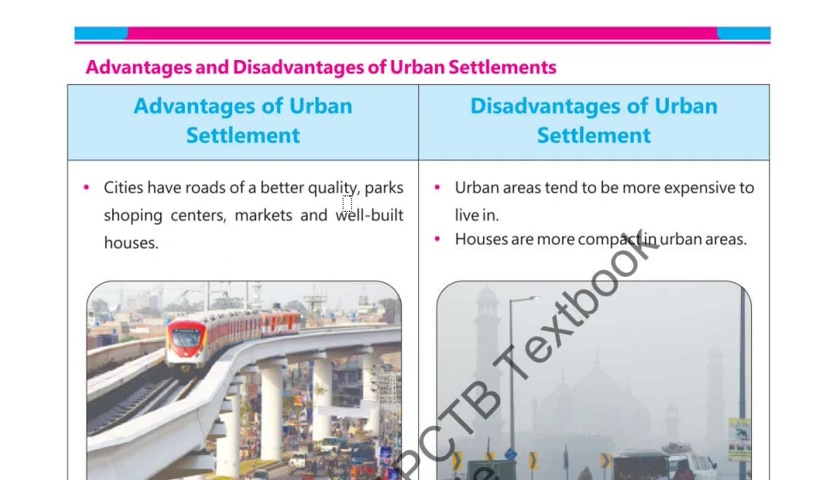 Advantages and Disadvantages of Urban Settlements
Advantages of Urban
Settlement
Disadvantages of Urban
Settlement
• Cities have roads of a better quality, parks
shoping centers, markets and well-built
houses.
• Urban areas tend to be more expensive to
live in.
• Houses are more compact in urban areas.
PCTB Textbook